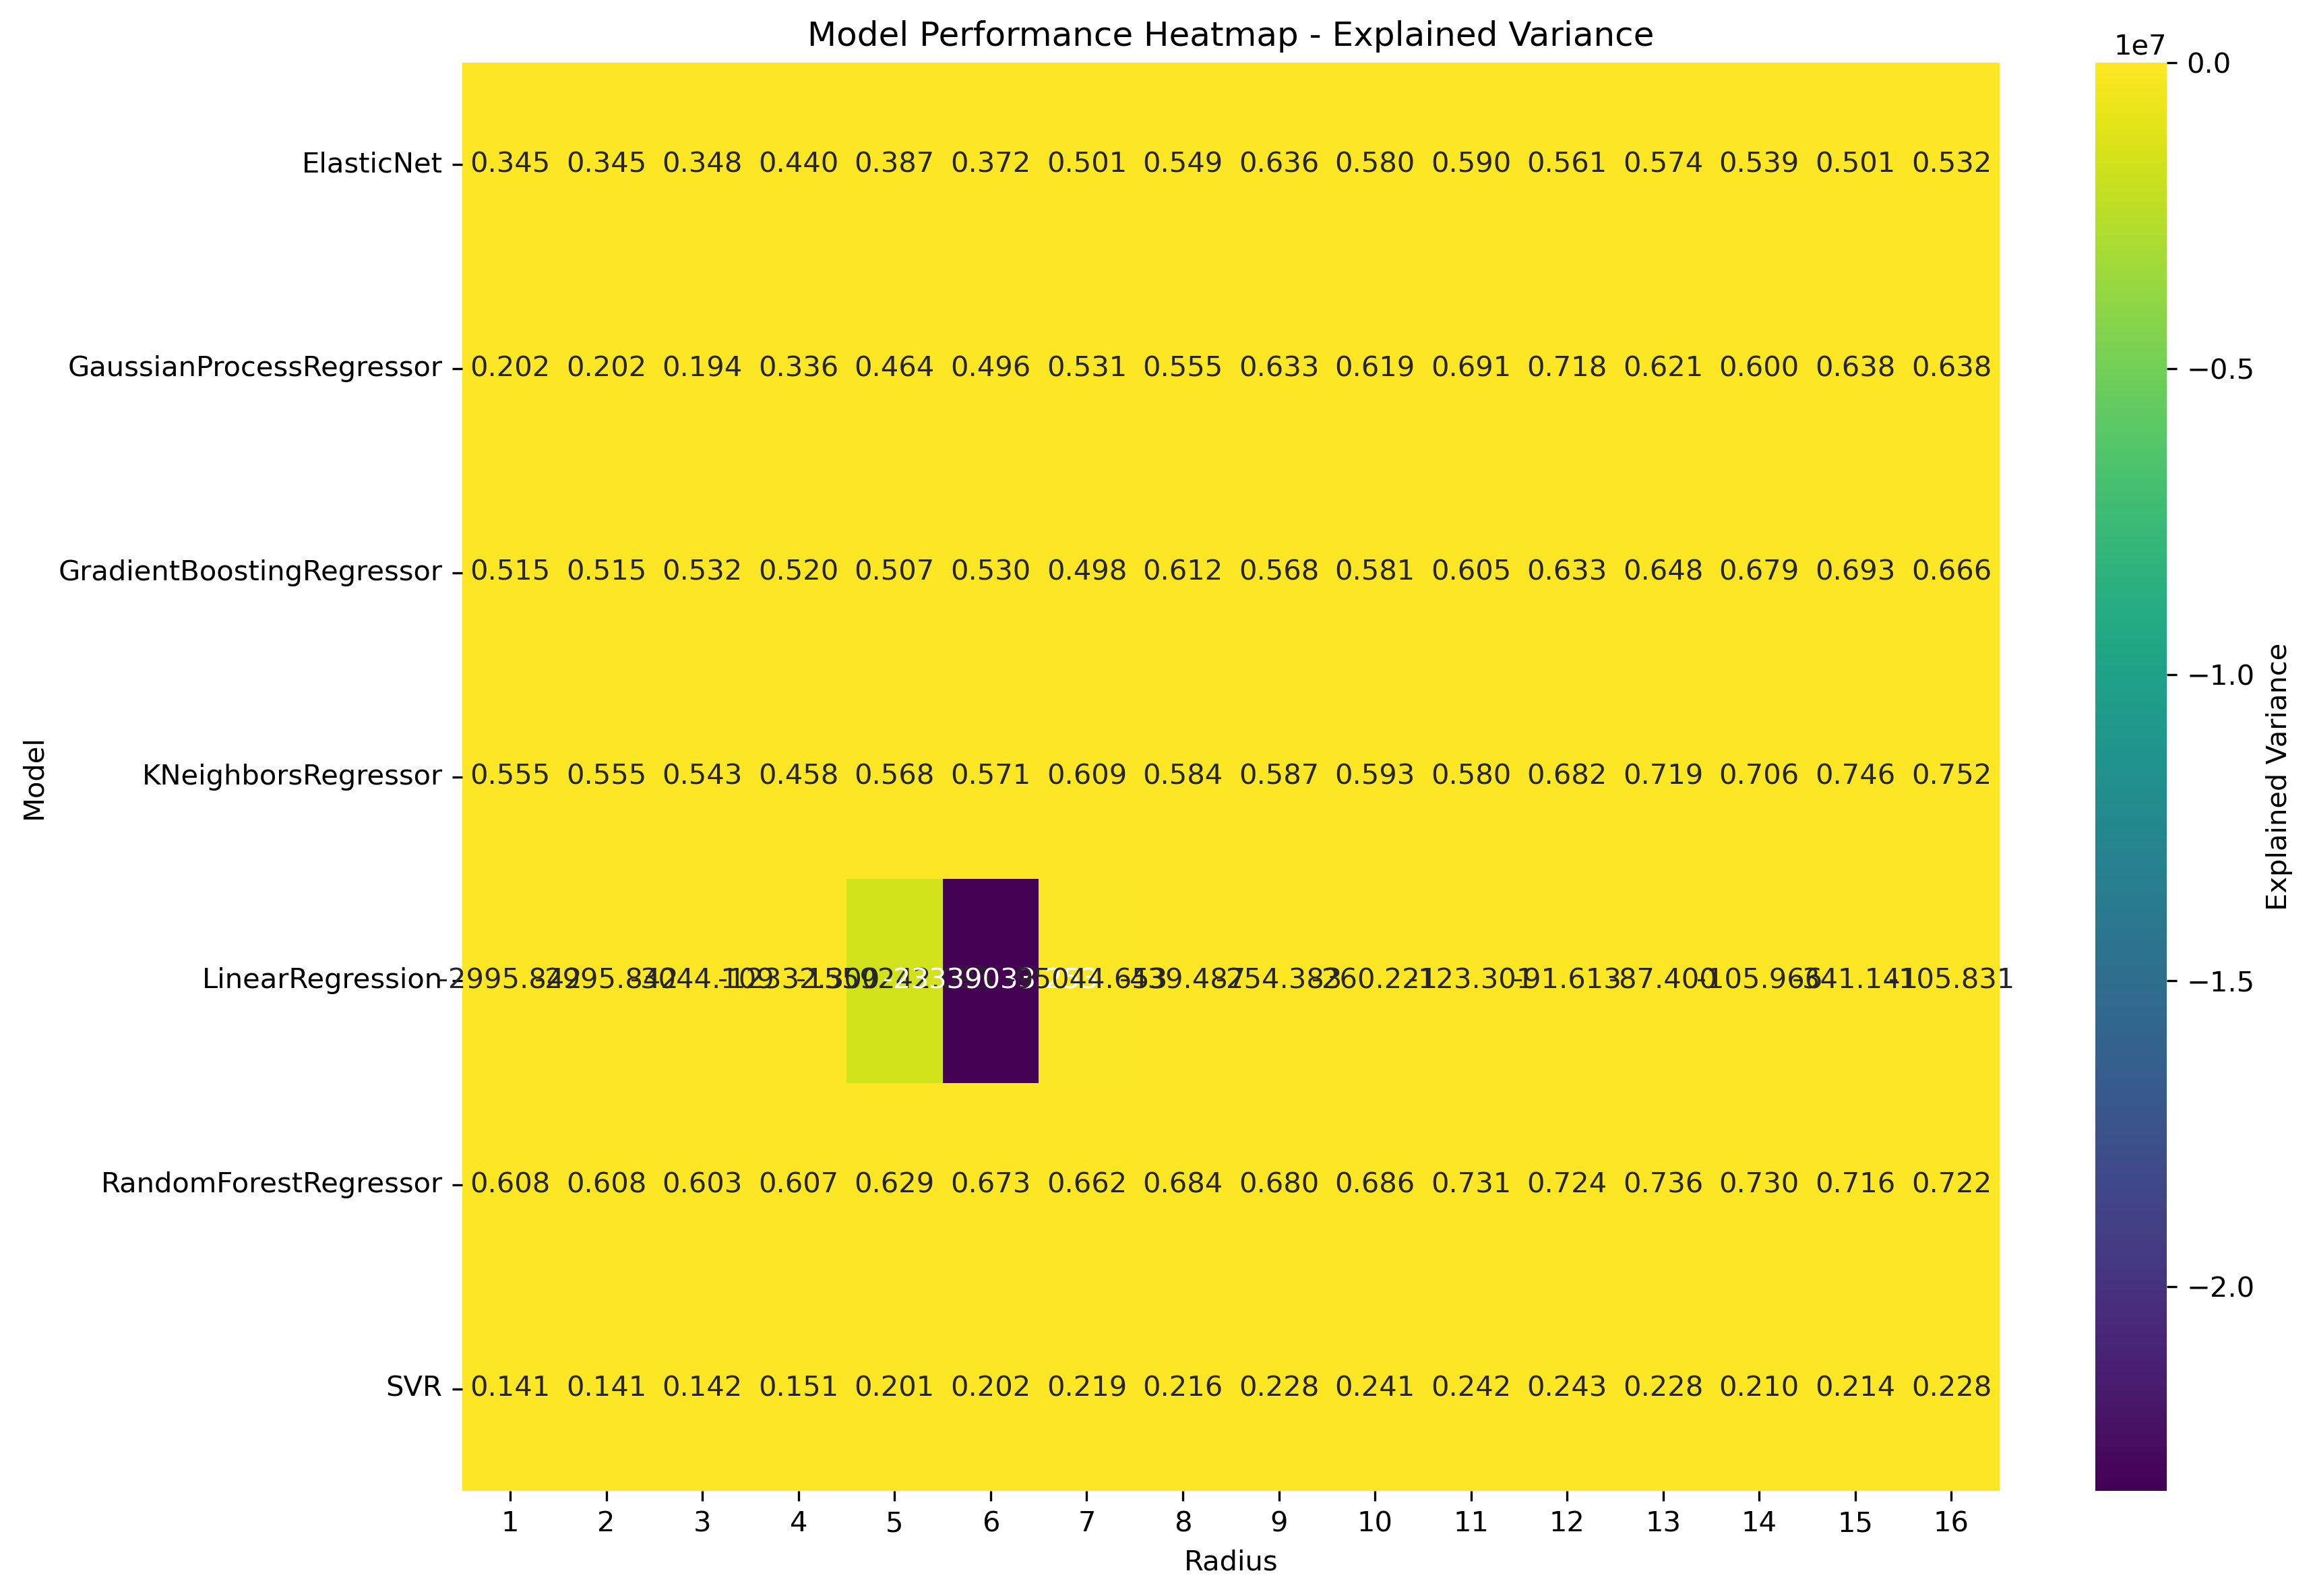 Model Performance Heatmap - Explained Variance
1e7
ElasticNet 0.345 0.345 0.348 0.440 0.387 0.372 0.501 0.549 0.636 0.580 0.590 0.561 0.574 0.539 0.501 0.532
GaussianProcessRegressor 0.202 0.202 0.194 0.336 0.464 0.496 0.531 0.555 0.633 0.619 0.691 0.718 0.621 0.600 0.638 0.638
GradientBoostingRegressor 0.515 0.515 0.532 0.520 0.507 0.530 0.498 0.612 0.568 0.581 0.605 0.633 0.648 0.679 0.693 0.666
KNeighborsRegressor 0.555 0.555 0.543 0.458 0.568 0.571 0.609 0.584 0.587 0.593 0.580 0.682 0.719 0.706 0.746 0.752
LinearRegression -2995.842 -105.831
RandomForestRegressor 0.608 0.608 0.603 0.607 0.629 0.673 0.662 0.684 0.680 0.686 0.731 0.724 0.736 0.730 0.716 0.722
SVR 0.141 0.141 0.142 0.151 0.201 0.202 0.219 0.216 0.228 0.241 0.242 0.243 0.228 0.210 0.214 0.228
1 2 3 4 5 6 7 8 9 10 11 12 13 14 15 16
Radius
Model
0.0
−0.5
−1.0
−1.5
−2.0
Explained Variance